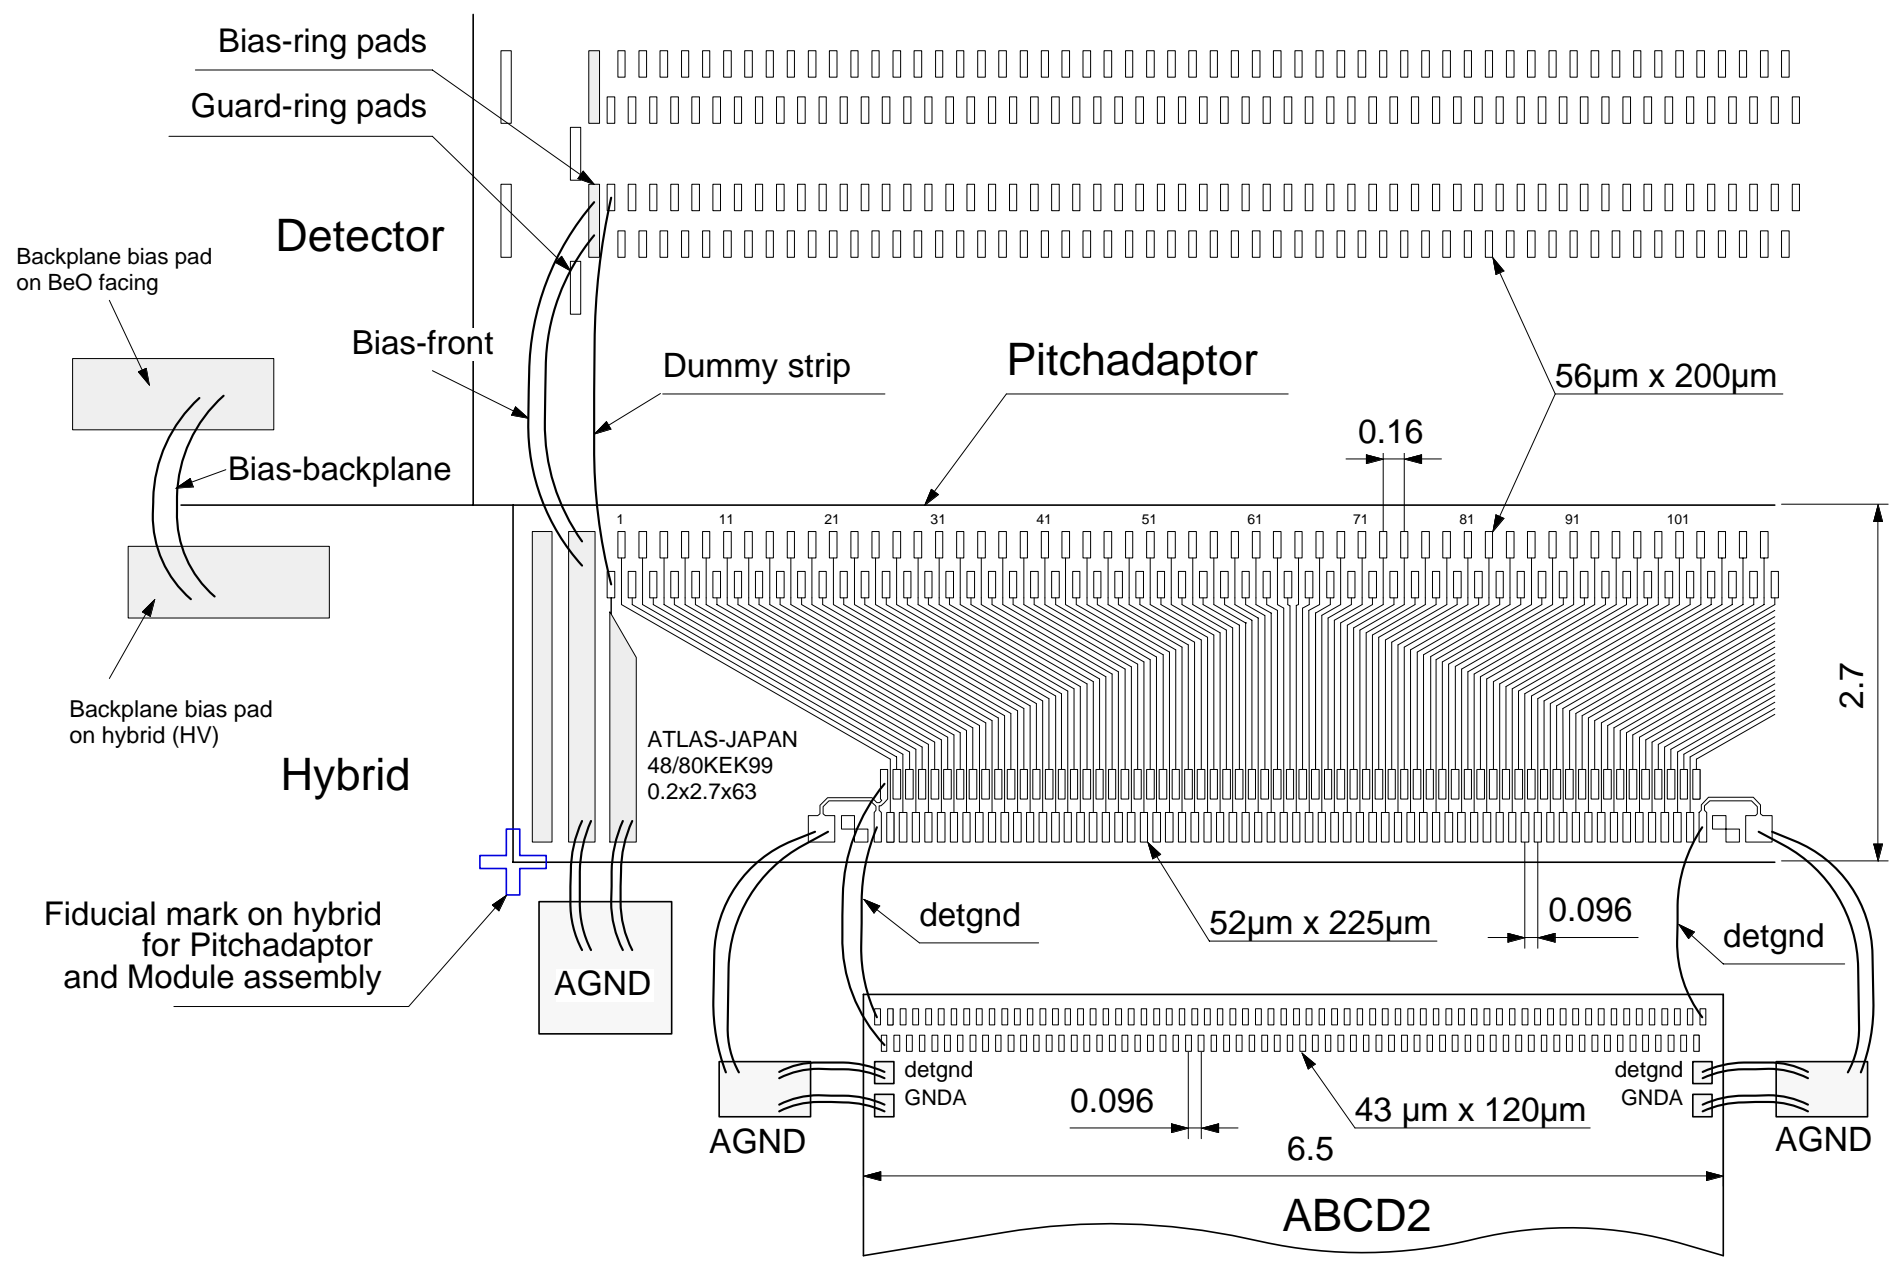 Bias-ring pads
Guard-ring pads
Detector
Backplane bias pad
on BeO facing
Bias-front
Dummy strip
Pitchadaptor
56µm x 200µm
0.16
Bias-backplane
1 11 21 31 41 51 61 71 81 91 101
2.7
Backplane bias pad
on hybrid (HV)
Hybrid
ATLAS-JAPAN
48/80KEK99
0.2x2.7x63
Fiducial mark on hybrid
for Pitchadaptor
and Module assembly
AGND
detgnd
52µm x 225µm
0.096
detgnd
detgnd
GNDA
AGND
0.096
43 µm x 120µm
detgnd
GNDA
AGND
6.5
ABCD2